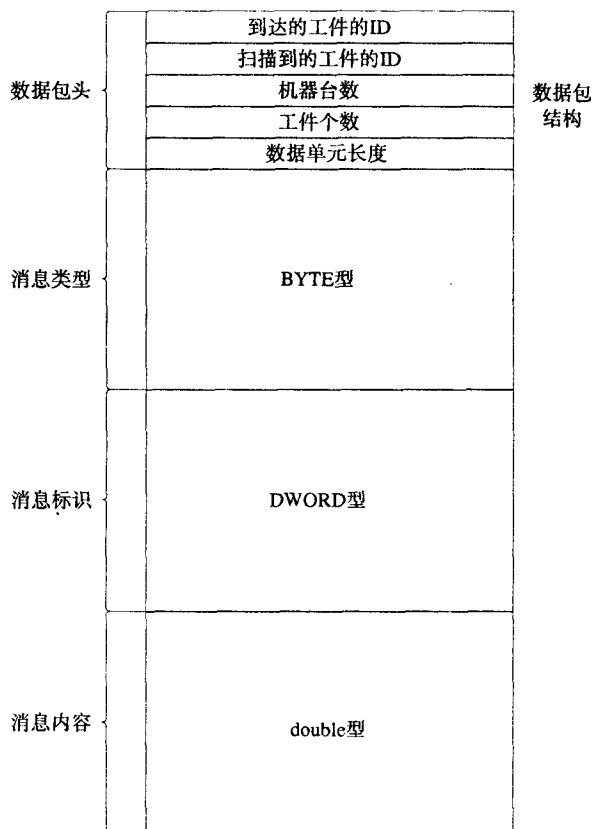 到达的工件的ID
扫描到的工件的ID
数据包头
机器台数
数据包
结构
工件个数
数据单元长度
消息类型
BYTE型
消息标识
DWORD型
消息内容
double型